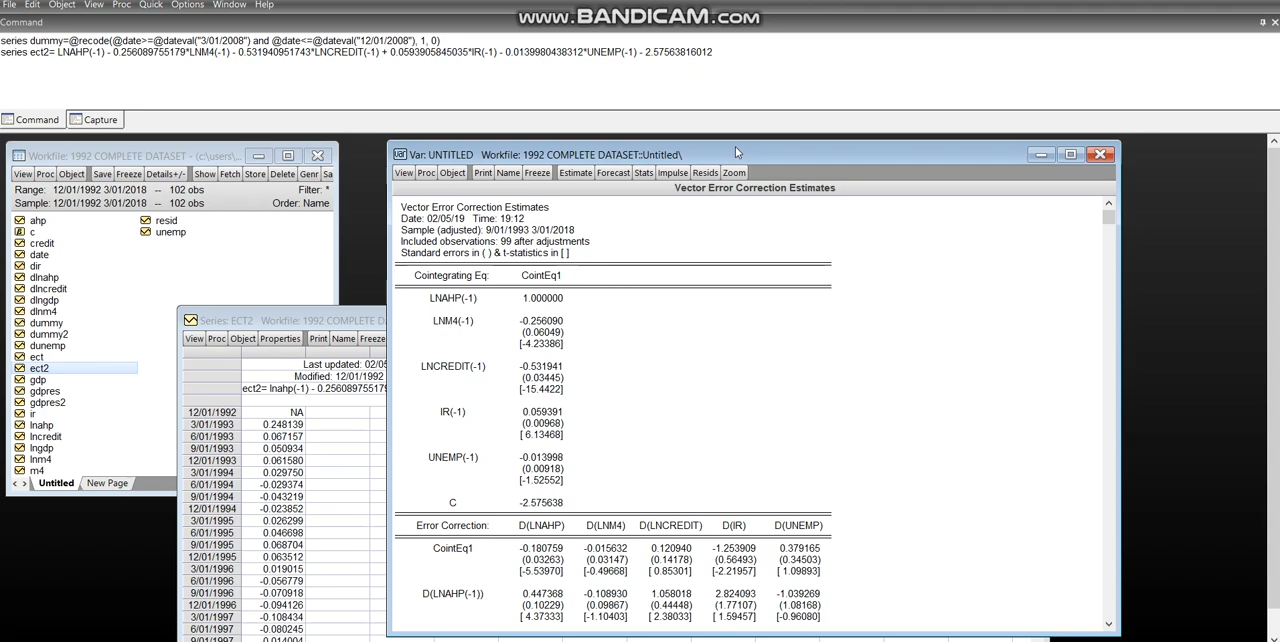 File Edit Object View Proc Quick Options Window Help
www.BANDICAM.com
Command
series dummy=@recode(@date>=@dateval("3/01/2008") and @date<=@dateval("12/01/2008"), 1, 0)
series ect2= LNAHP(-1) - 0.256089755179*LNM4(-1) - 0.531940951743*LNCREDIT(-1) + 0.0593905845035*IR(-1) - 0.0139980438312*UNEMP(-1) - 2.57563816012
Command Capture
Workfile: 1992 COMPLETE DATASET - (c:\users\...
View Proc Object Save Freeze Details+/- Show Fetch Store Delete Genr Sa
Range: 12/01/1992 3/01/2018 -- 102 obs Filter: *
Sample: 12/01/1992 3/01/2018 -- 102 obs Order: Name
ahp resid
c unemp
credit
date
dir
dlnahp
dlncredit
dlngdp
dlnm4
dummy
dummy2
dunemp
ect
ect2
gdp
gdpres
gdpres2
ir
lnahp
lncredit
lngdp
lnm4
m4
Untitled New Page
Series: ECT2 Workfile: 1992 COMPLETE D
View Proc Object Properties Print Name Freeze
Last updated: 02/05
Modified: 12/01/1992
ect2= lnahp(-1) - 0.2560897551 79
12/01/1992 NA
3/01/1993 0.248139
6/01/1993 0.067157
9/01/1993 0.050934
12/01/1993 0.061580
3/01/1994 0.029750
6/01/1994 -0.029374
9/01/1994 -0.043219
12/01/1994 -0.023852
3/01/1995 0.026299
6/01/1995 0.046698
9/01/1995 0.068704
12/01/1995 0.063512
3/01/1996 0.019015
6/01/1996 -0.056779
9/01/1996 -0.070918
12/01/1996 -0.094126
3/01/1997 -0.108434
6/01/1997 -0.080245
9/01/1997 0.014004
Var: UNTITLED Workfile: 1992 COMPLETE DATASET::Untitled\
View Proc Object Print Name Freeze Estimate Forecast Stats Impulse Resids Zoom
Vector Error Correction Estimates
Vector Error Correction Estimates
Date: 02/05/19 Time: 19:12
Sample (adjusted): 9/01/1993 3/01/2018
Included observations: 99 after adjustments
Standard errors in ( ) & t-statistics in [ ]
Cointegrating Eq: CointEq1
LNAHP(-1) 1.000000
LNM4(-1) -0.256090
(0.06049)
[-4.23386]
LNCREDIT(-1) -0.531941
(0.03445)
[-15.4422]
IR(-1) 0.059391
(0.00968)
[ 6.13468]
UNEMP(-1) -0.013998
(0.00918)
[-1.52552]
C -2.575638
Error Correction: D(LNAHP) D(LNM4) D(LNCREDIT) D(IR) D(UNEMP)
CointEq1 -0.180759 -0.015632 0.120940 -1.253909 0.379165
(0.03263) (0.03147) (0.14178) (0.56493) (0.34503)
[-5.53970] [-0.49668] [ 0.85301] [-2.21957] [ 1.09893]
D(LNAHP(-1)) 0.447368 -0.108930 1.058018 2.824093 -1.039269
(0.10229) (0.09867) (0.44448) (1.77107) (1.08168)
[ 4.37333] [-1.10403] [ 2.38033] [ 1.59457] [-0.96080]